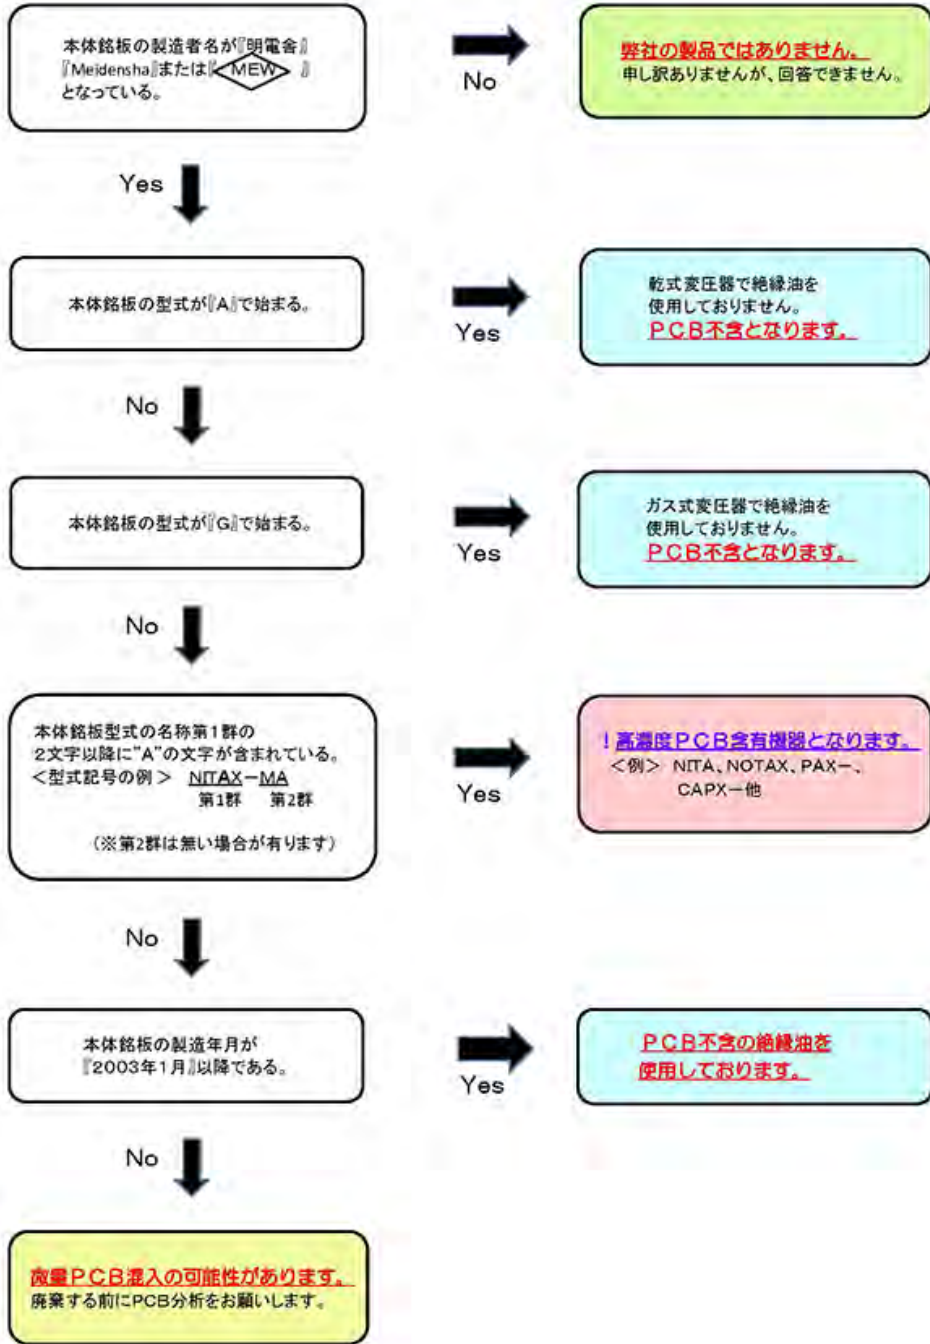 本体銘板の製造者名が『明電舎』
『Meidensha』または『MEW』
となっている。
No
弊社の製品ではありません。
申し訳ありませんが、回答できません。
Yes
本体銘板の型式が『A』で始まる。
Yes
乾式変圧器で絶縁油を
使用しておりません。
PCB不含となります。
No
本体銘板の型式が『G』で始まる。
Yes
ガス式変圧器で絶縁油を
使用しておりません。
PCB不含となります。
No
本体銘板型式の名称第1群の
2文字以降に"A"の文字が含まれている。
<型式記号の例> NITAX-MA
第1群 第2群
(※第2群は無い場合が有ります)
Yes
!高濃度PCB含有機器となります。
<例> NITA、NOTAX、PAX-、
CAPX-他
No
本体銘板の製造年月が
『2003年1月』以降である。
Yes
PCB不含の絶縁油を
使用しております。
No
微量PCB混入の可能性があります。
廃棄する前にPCB分析をお願いします。